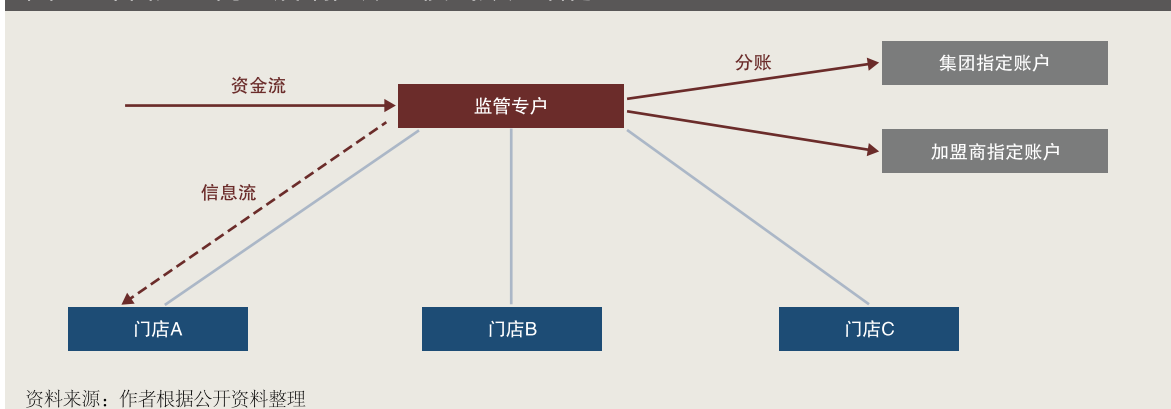 分账
集团指定账户
资金流
监管专户
加盟商指定账户
信息流
门店A
门店B
门店C
资料来源：作者根据公开资料整理